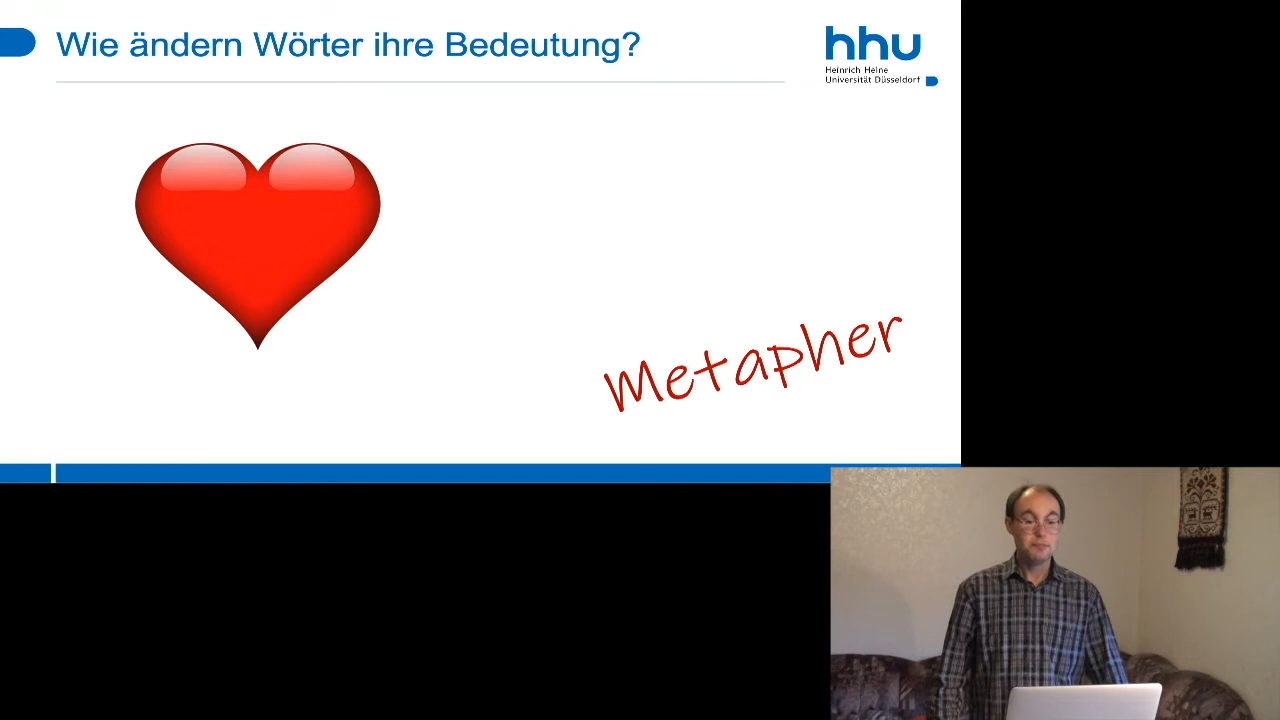 Wie ändern Wörter ihre Bedeutung?
hhu
Heinrich Heine
Universität Düsseldorf
Metapher